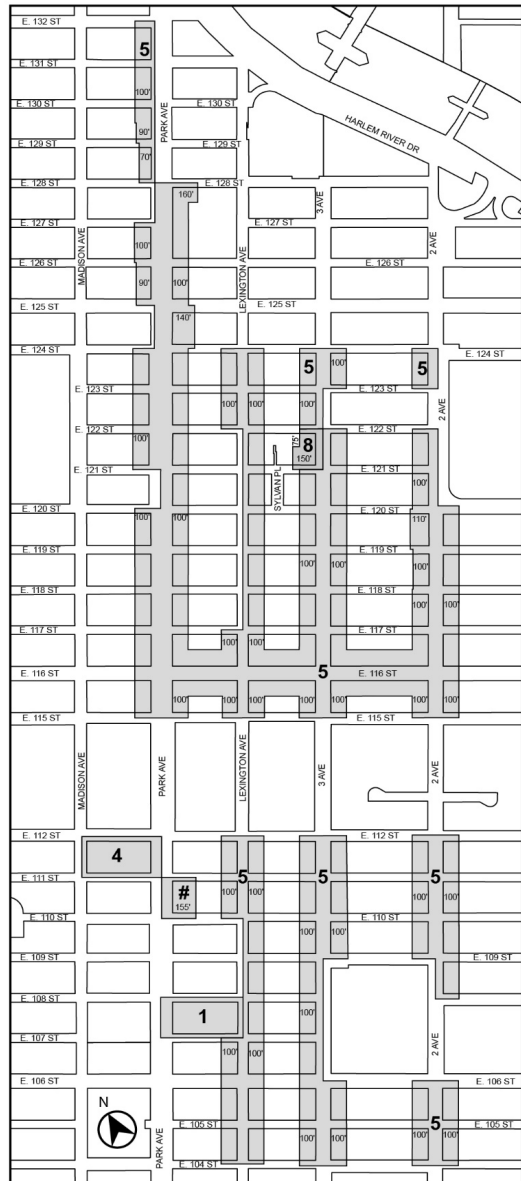 E. 132 ST
5
E. 131 ST
100'
PARK AVE
E. 130 ST
E. 130 ST
90'
HARLEM RIVER DR
E. 129 ST
E. 129 ST
70'
E. 128 ST
E. 128 ST
160'
3 AVE
E. 127 ST
E. 127 ST
MADISON AVE
100'
LEXINGTON AVE
2 AVE
E. 126 ST
E. 126 ST
90'
100'
E. 125 ST
E. 125 ST
140'
E. 124 ST
E. 124 ST
100'
5
5
E. 123 ST
E. 123 ST
100'
100'
100'
2 AVE
E. 122 ST
E. 122 ST
100'
75'
8
150'
E. 121 ST
E. 121 ST
SYLVAN PL
100'
E. 120 ST
E. 120 ST
100'
100'
110'
E. 119 ST
E. 119 ST
100'
100'
100'
E. 118 ST
E. 118 ST
100'
100'
E. 117 ST
E. 117 ST
100'
100'
E. 116 ST
5
E. 116 ST
100'
100'
100'
100'
100'
100'
100'
E. 115 ST
E. 115 ST
MADISON AVE
PARK AVE
LEXINGTON AVE
3 AVE
2 AVE
E. 112 ST
E. 112 ST
4
E. 111 ST
5
5
5
#
155'
100'
100'
100'
100'
E. 110 ST
E. 110 ST
100'
100'
E. 109 ST
E. 109 ST
E. 108 ST
1
100'
E. 107 ST
100'
100'
2 AVE
E. 106 ST
E. 106 ST
N
E. 105 ST
5
E. 105 ST
100'
100'
100'
100'
PARK AVE
E. 104 ST